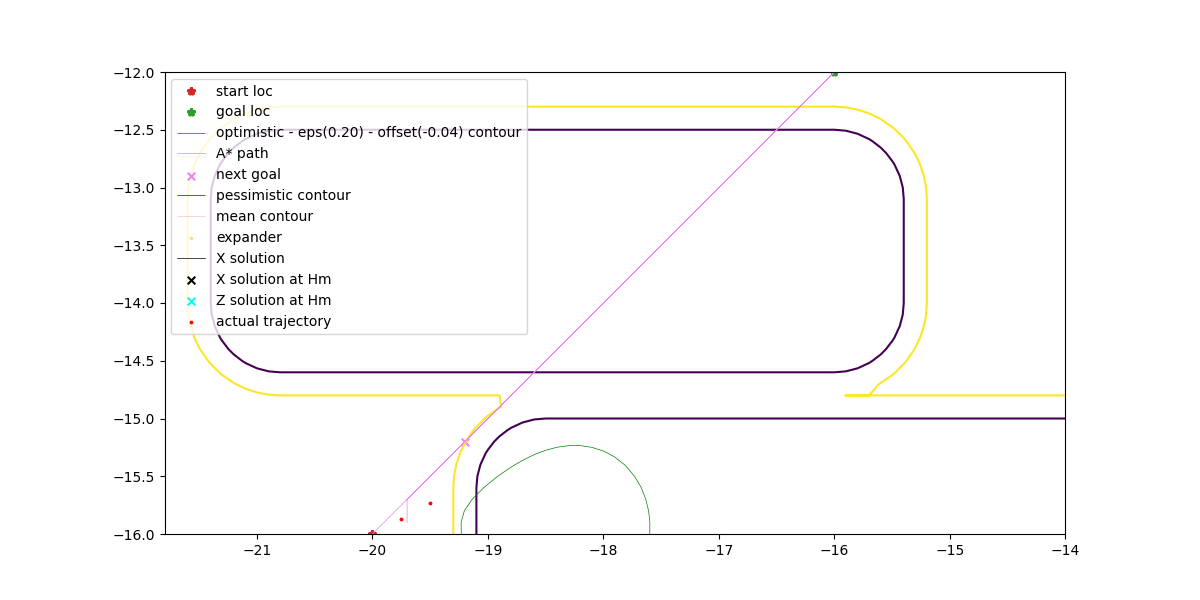 −12.0
−12.5
−13.0
−13.5
−14.0
−14.5
−15.0
−15.5
−16.0
start loc
goal loc
optimistic - eps(0.20) - offset(-0.04) contour
A* path
next goal
pessimistic contour
mean contour
expander
X solution
X solution at Hm
Z solution at Hm
actual trajectory
−21 −20 −19 −18 −17 −16 −15 −14